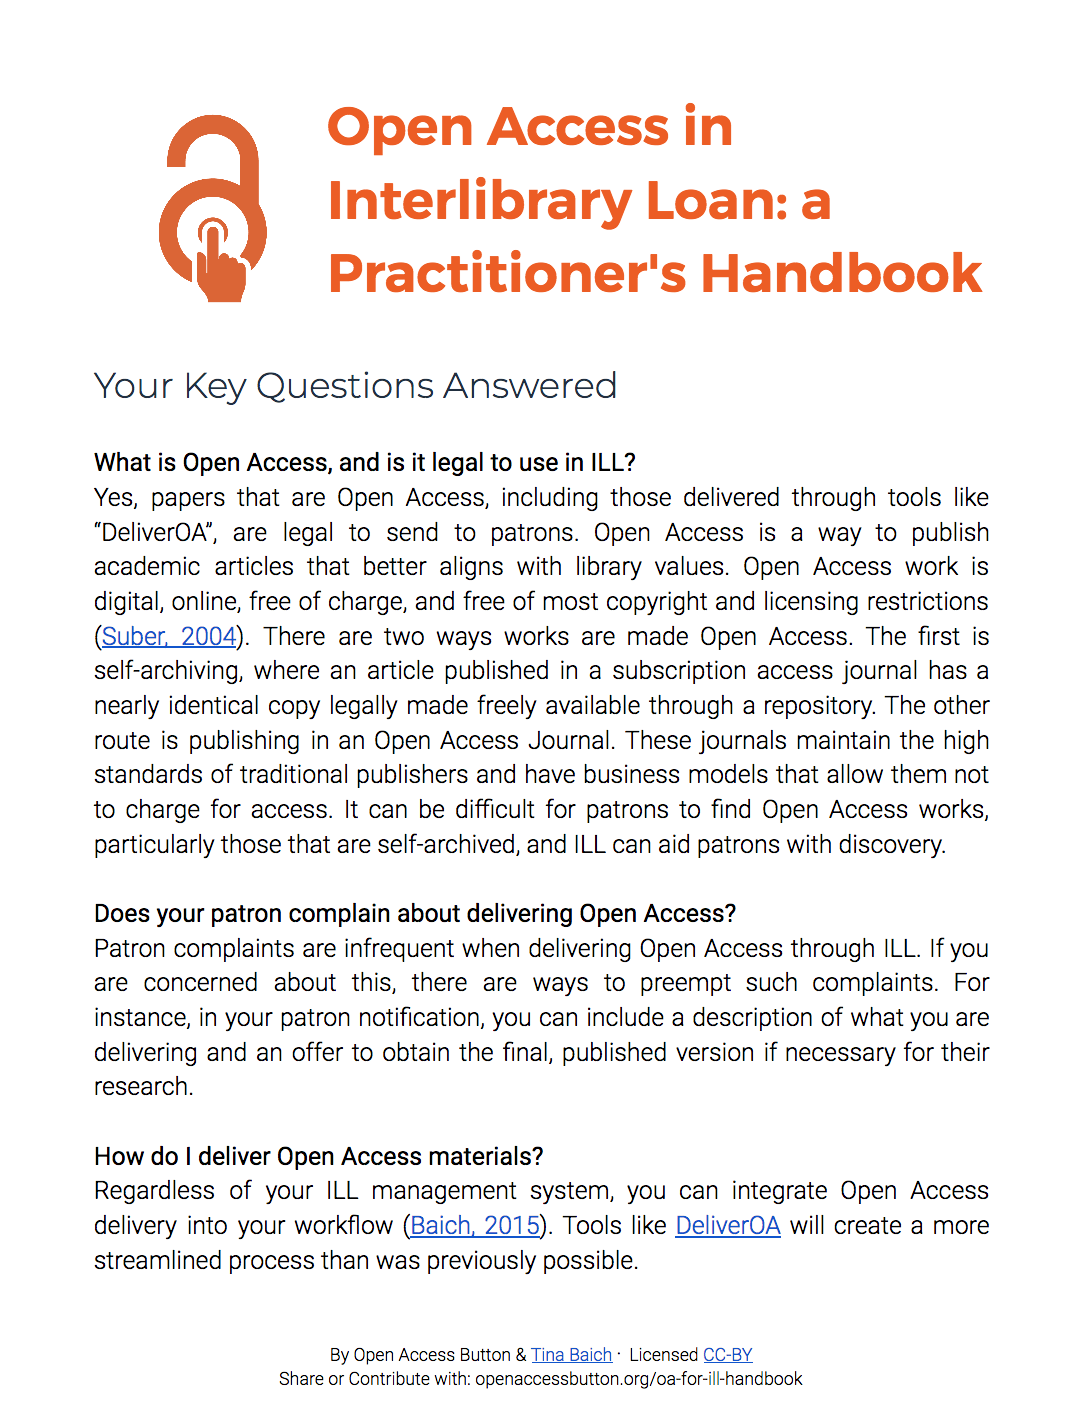 Open Access in
Interlibrary Loan: a
Practitioner's Handbook
Your Key Questions Answered
What is Open Access, and is it legal to use in ILL?
Yes, papers that are Open Access, including those delivered through tools like
“DeliverOA”, are legal to send to patrons. Open Access is a way to publish
academic articles that better aligns with library values. Open Access work is
digital, online, free of charge, and free of most copyright and licensing restrictions
(Suber, 2004). There are two ways works are made Open Access. The first is
self-archiving, where an article published in a subscription access journal has a
nearly identical copy legally made freely available through a repository. The other
route is publishing in an Open Access Journal. These journals maintain the high
standards of traditional publishers and have business models that allow them not
to charge for access. It can be difficult for patrons to find Open Access works,
particularly those that are self-archived, and ILL can aid patrons with discovery.
Does your patron complain about delivering Open Access?
Patron complaints are infrequent when delivering Open Access through ILL. If you
are concerned about this, there are ways to preempt such complaints. For
instance, in your patron notification, you can include a description of what you are
delivering and an offer to obtain the final, published version if necessary for their
research.
How do I deliver Open Access materials?
Regardless of your ILL management system, you can integrate Open Access
delivery into your workflow (Baich, 2015). Tools like DeliverOA will create a more
streamlined process than was previously possible.
By Open Access Button & Tina Baich · Licensed CC-BY
Share or Contribute with: openaccessbutton.org/oa-for-ill-handbook